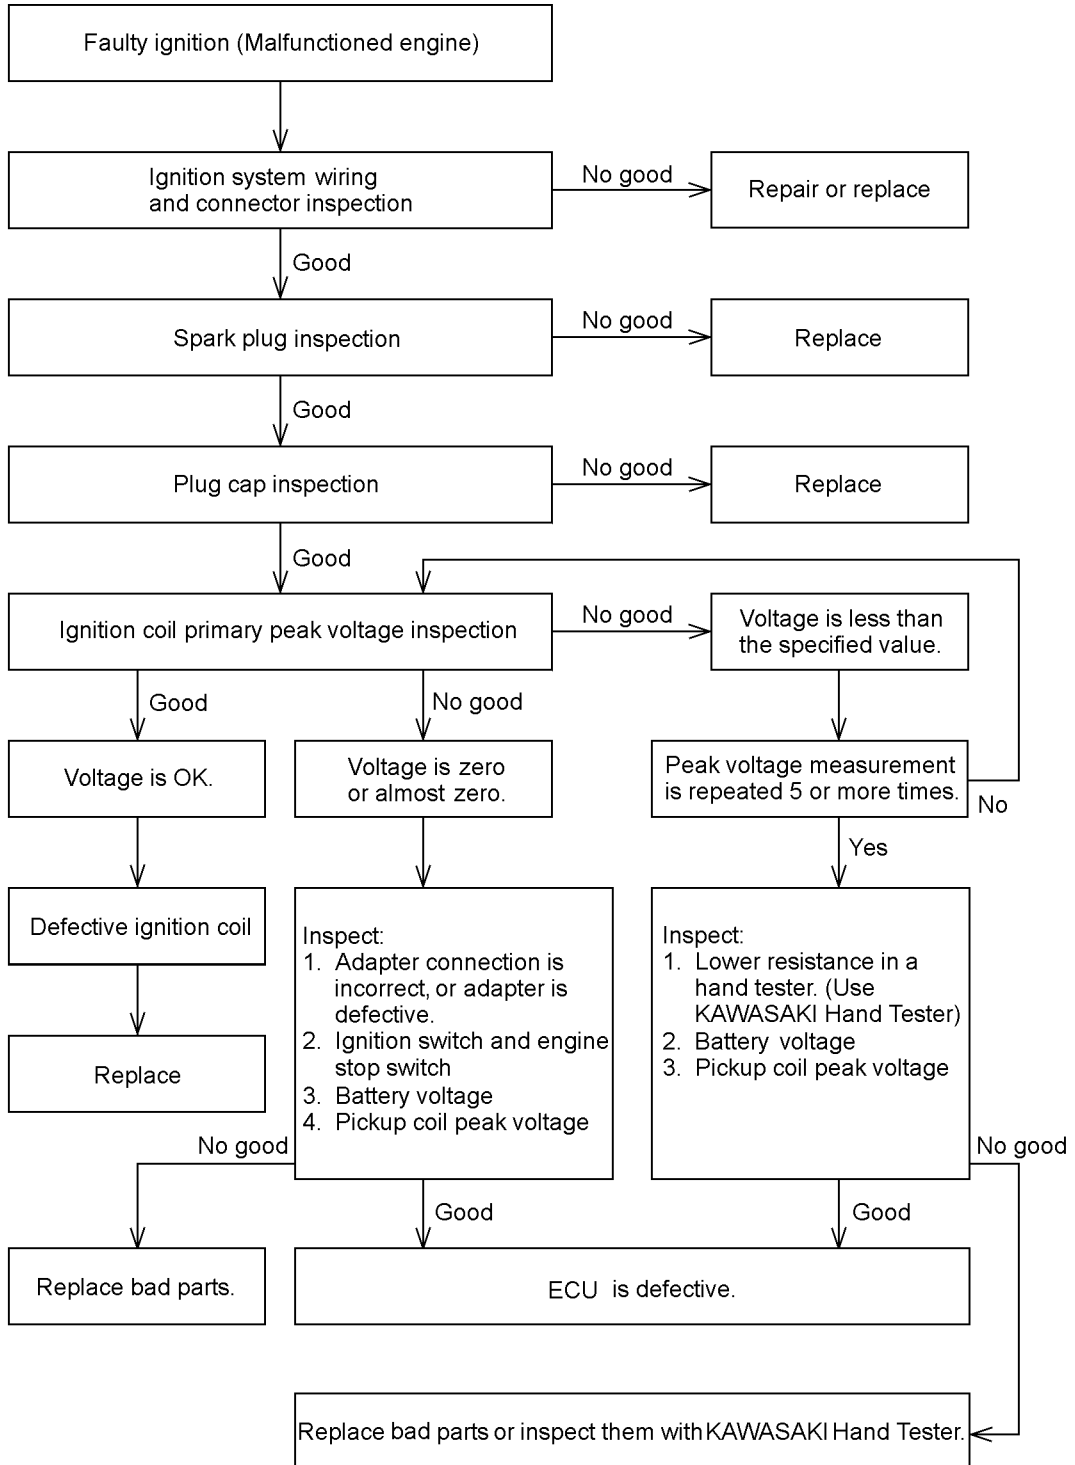 Faulty ignition (Malfunctioned engine)
Ignition system wiring
and connector inspection
No good
Repair or replace
Good
Spark plug inspection
No good
Replace
Good
Plug cap inspection
No good
Replace
Good
Ignition coil primary peak voltage inspection
No good
Voltage is less than
the specified value.
Good
No good
Voltage is OK.
Voltage is zero
or almost zero.
Peak voltage measurement
is repeated 5 or more times.
No
Yes
Defective ignition coil
Replace
Inspect:
1. Adapter connection is
incorrect, or adapter is
defective.
2. Ignition switch and engine
stop switch
3. Battery voltage
4. Pickup coil peak voltage
Inspect:
1. Lower resistance in a
hand tester. (Use
KAWASAKI Hand Tester)
2. Battery voltage
3. Pickup coil peak voltage
No good
No good
Good
Good
Replace bad parts.
ECU is defective.
Replace bad parts or inspect them with KAWASAKI Hand Tester.